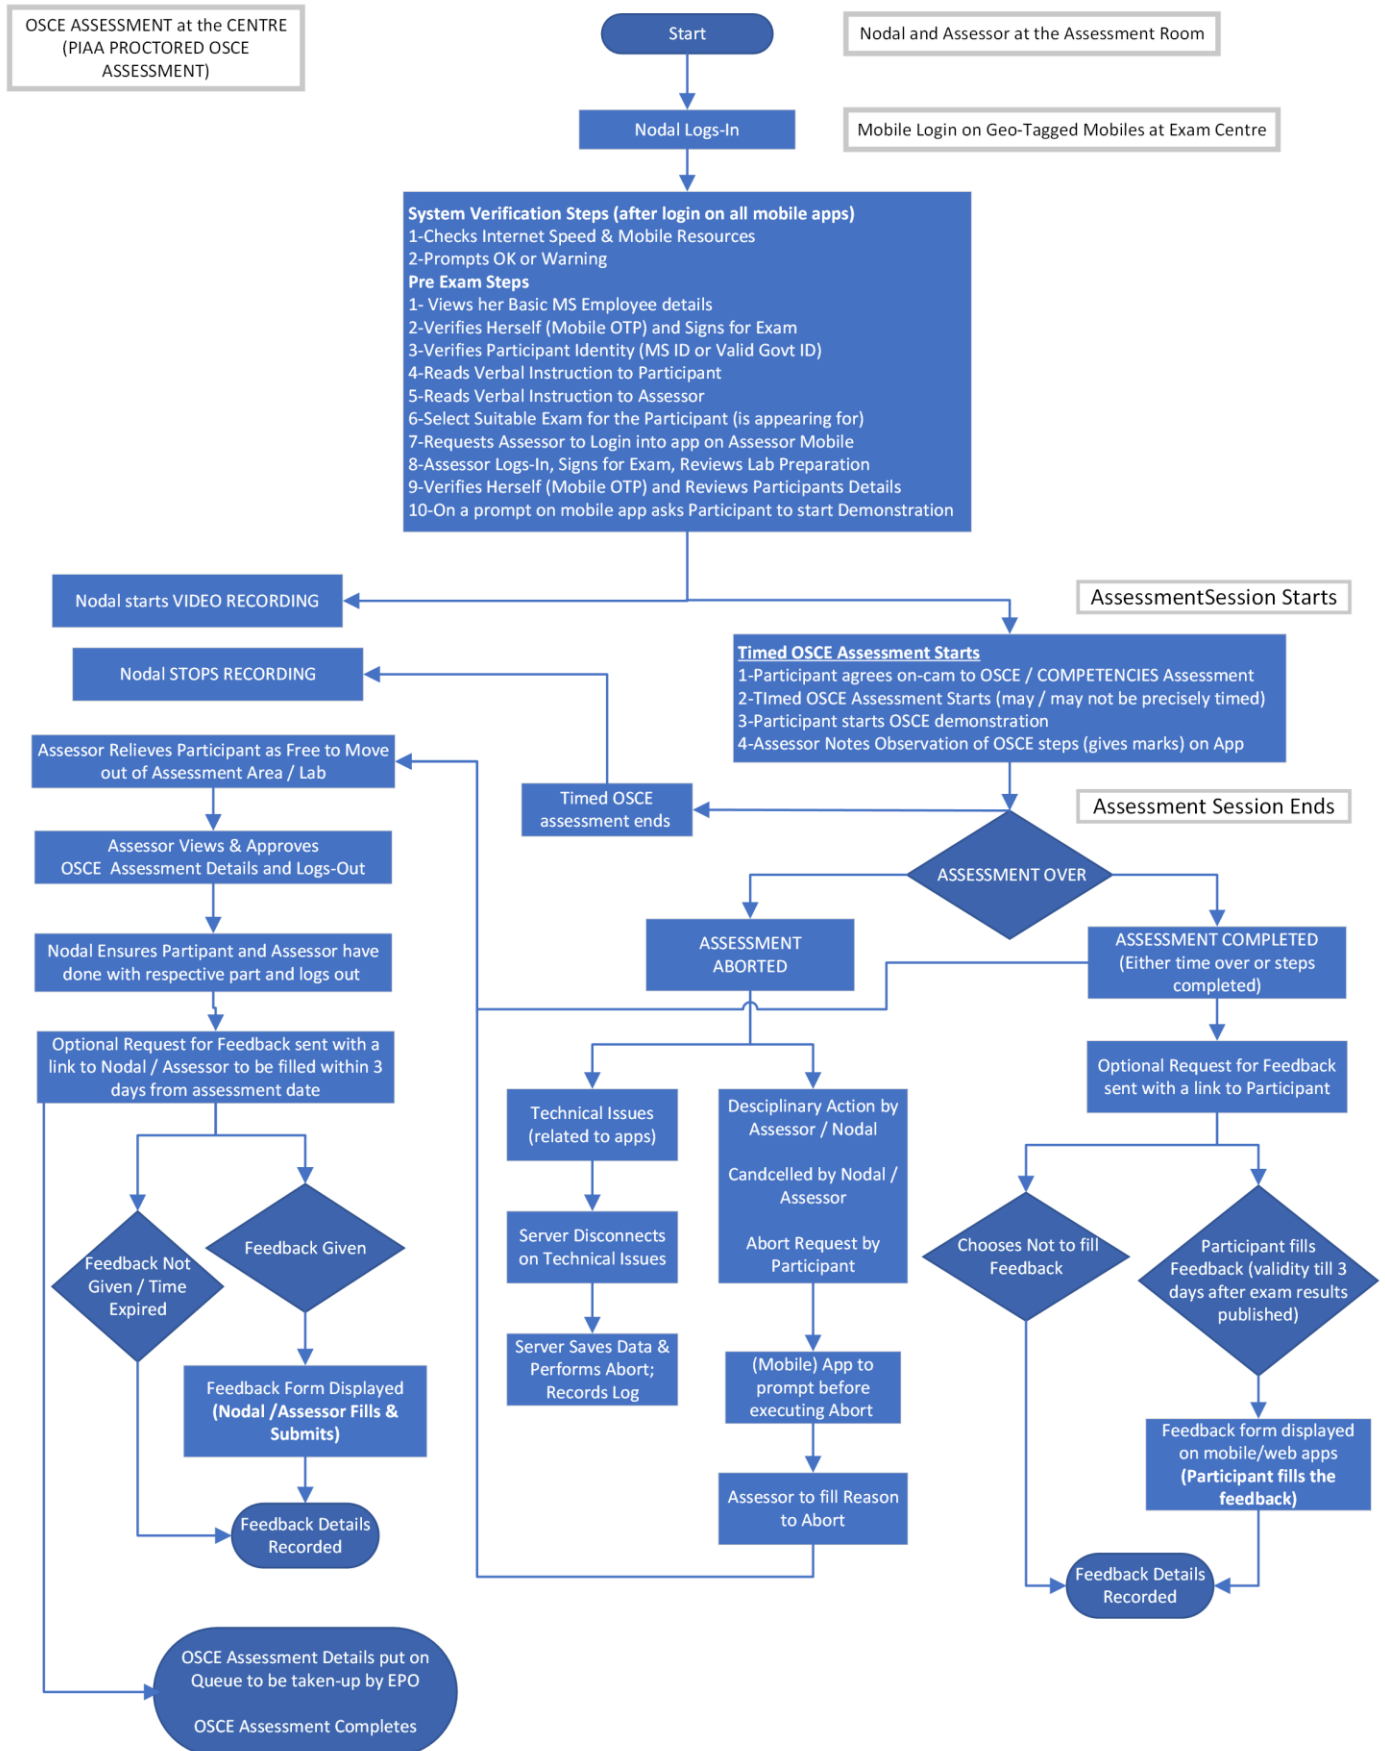 OSCE ASSESSMENT at the CENTRE
(PIAA PROCTORED OSCE
ASSESSMENT)
Start
Nodal and Assessor at the Assessment Room
Nodal Logs-In
Mobile Login on Geo-Tagged Mobiles at Exam Centre
System Verification Steps (after login on all mobile apps)
1-Checks Internet Speed & Mobile Resources
2-Prompts OK or Warning
Pre Exam Steps
1- Views her Basic MS Employee details
2-Verifies Herself (Mobile OTP) and Signs for Exam
3-Verifies Participant Identity (MS ID or Valid Govt ID)
4-Reads Verbal Instruction to Participant
5-Reads Verbal Instruction to Assessor
6-Select Suitable Exam for the Participant (is appearing for)
7-Requests Assessor to Login into app on Assessor Mobile
8-Assessor Logs-In, Signs for Exam, Reviews Lab Preparation
9-Verifies Herself (Mobile OTP) and Reviews Participants Details
10-On a prompt on mobile app asks Participant to start Demonstration
Nodal starts VIDEO RECORDING
AssessmentSession Starts
Nodal STOPS RECORDING
Timed OSCE Assessment Starts
1-Participant agrees on-cam to OSCE / COMPETENCIES Assessment
2-TImed OSCE Assessment Starts (may / may not be precisely timed)
3-Participant starts OSCE demonstration
4-Assessor Notes Observation of OSCE steps (gives marks) on App
Assessor Relieves Participant as Free to Move
out of Assessment Area / Lab
Timed OSCE
assessment ends
Assessment Session Ends
Assessor Views & Approves
OSCE  Assessment Details and Logs-Out
ASSESSMENT OVER
ASSESSMENT
ABORTED
ASSESSMENT COMPLETED
(Either time over or steps
completed)
Nodal Ensures Partipant and Assessor have
done with respective part and logs out
Optional Request for Feedback sent with a
link to Nodal / Assessor to be filled within 3
days from assessment date
Optional Request for Feedback
sent with a link to Participant
Technical Issues
(related to apps)
Desciplinary Action by
Assessor / Nodal
Candcelled by Nodal /
Assessor
Abort Request by
Participant
Server Disconnects
on Technical Issues
Feedback Not
Given / Time
Expired
Feedback Given
Chooses Not to fill
Feedback
Participant fills
Feedback (validity till 3
days after exam results
published)
Server Saves Data &
Performs Abort;
Records Log
(Mobile) App to
prompt before
executing Abort
Feedback Form Displayed
(Nodal /Assessor Fills &
Submits)
Feedback form displayed
on mobile/web apps
(Participant fills the
feedback)
Assessor to fill Reason
to Abort
Feedback Details
Recorded
Feedback Details
Recorded
OSCE Assessment Details put on
Queue to be taken-up by EPO
OSCE Assessment Completes